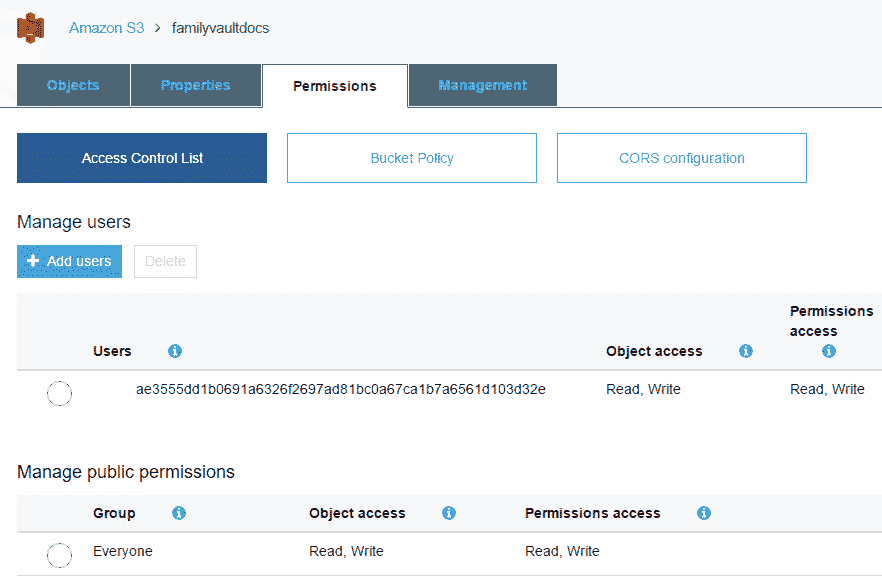 Amazon S3 > familyvaultdocs
Objects Properties Permissions Management
Access Control List Bucket Policy CORS configuration
Manage users
+ Add users Delete
Permissions
access
Users Object access
ae3555dd1b0691a6326f2697ad81bc0a67ca1b7a6561d103d32e Read, Write Read, Write
Manage public permissions
Group Object access Permissions access
Everyone Read, Write Read, Write